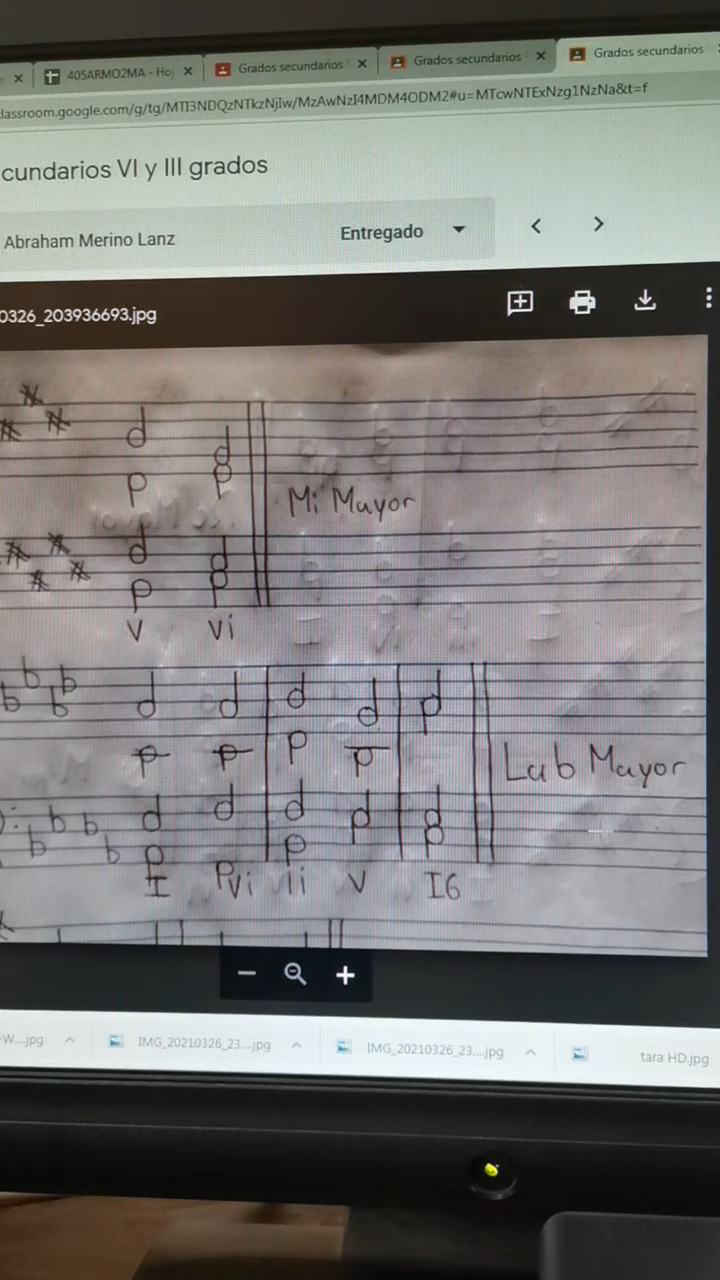 405ARMO2MA - Ho
Grados secundarios
Grados secundarios
Grados secundarios
lassroom.google.com/g/tg/MTI3NDQzNTkzNjIw/MzAwNzI4MDM4ODM2#u=MTcwNTExNzg1NzNa&t=f
cundarios VI y III grados
Abraham Merino Lanz
Entregado
0326_203936693.jpg
Mi Mayor
V vi
Lab Mayor
I vi ii V I6
W....jpg
IMG_20210326_23....jpg
IMG_20210326_23....jpg
tara HD.jpg